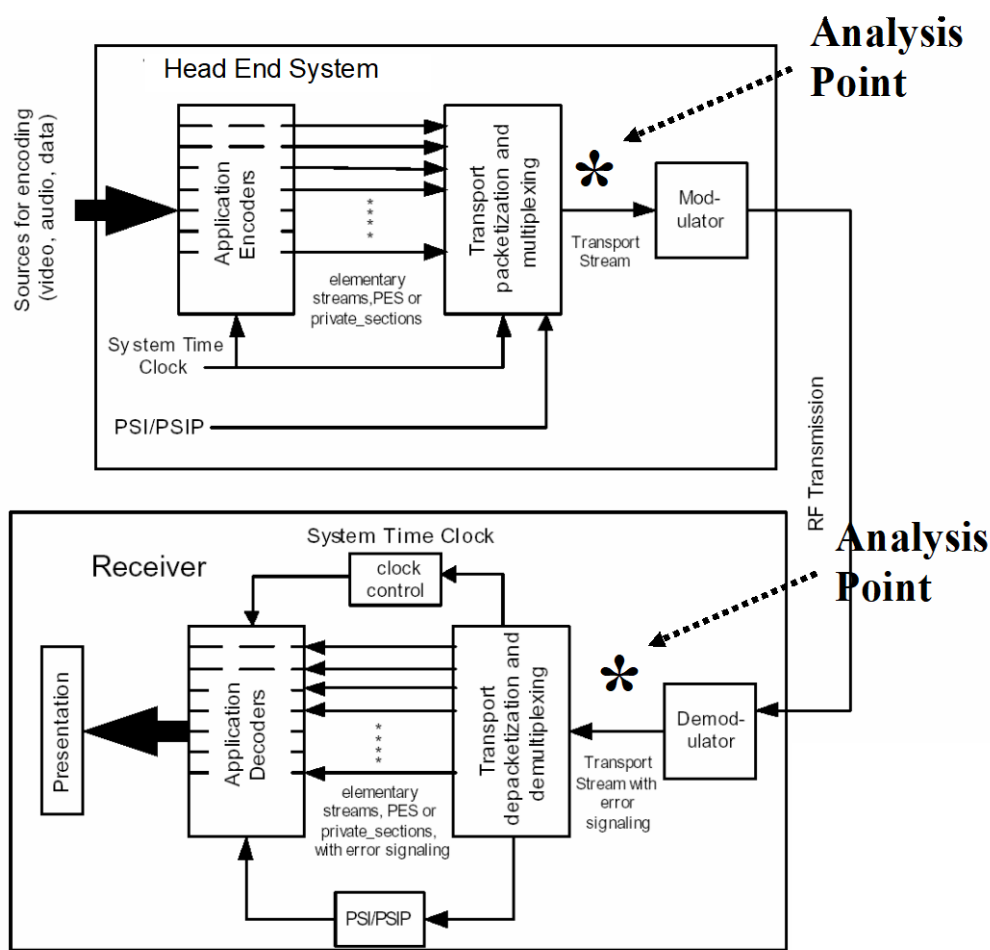 Analysis
Point
Head End System
Sources for encoding
(video, audio, data)
Application
Encoders
****
elementary
streams,PES or
private_sections
Transport
packetization and
multiplexing
*
Transport
Stream
Mod-
ulator
System Time
Clock
PSI/PSIP
RF Transmission
Analysis
Point
Receiver
System Time Clock
clock
control
Presentation
Application
Decoders
****
elementary
streams, PES or
private_sections,
with error signaling
Transport
depacketization and
demultiplexing
*
Demod-
ulator
Transport
Stream with
error
signaling
PSI/PSIP